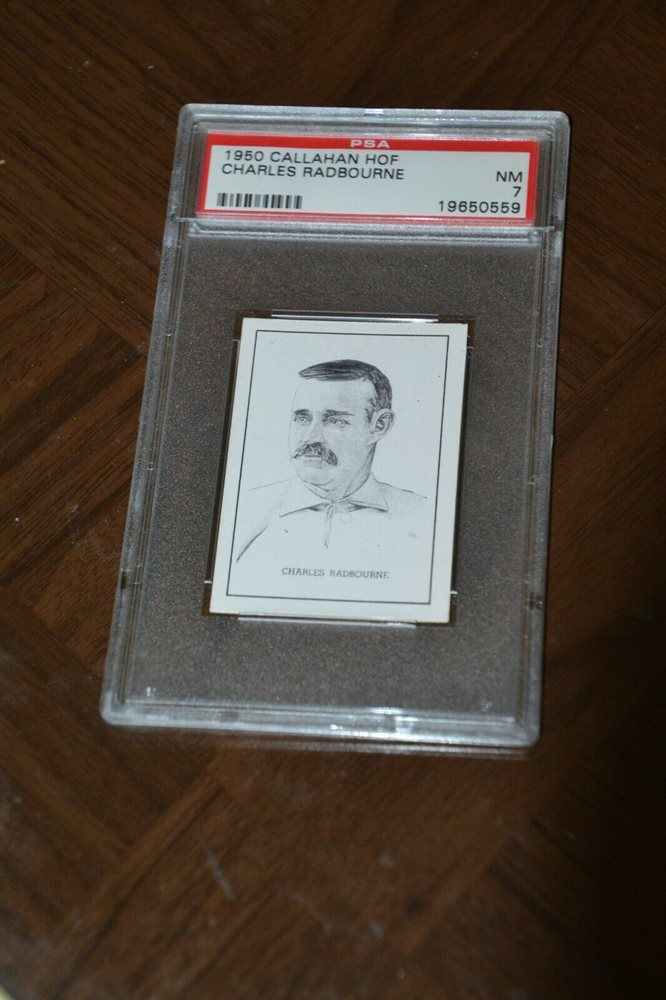 PSA
1950 CALLAHAN HOF
CHARLES RADBOURNE
NM
7
19650559
CHARLES RADBOURNE